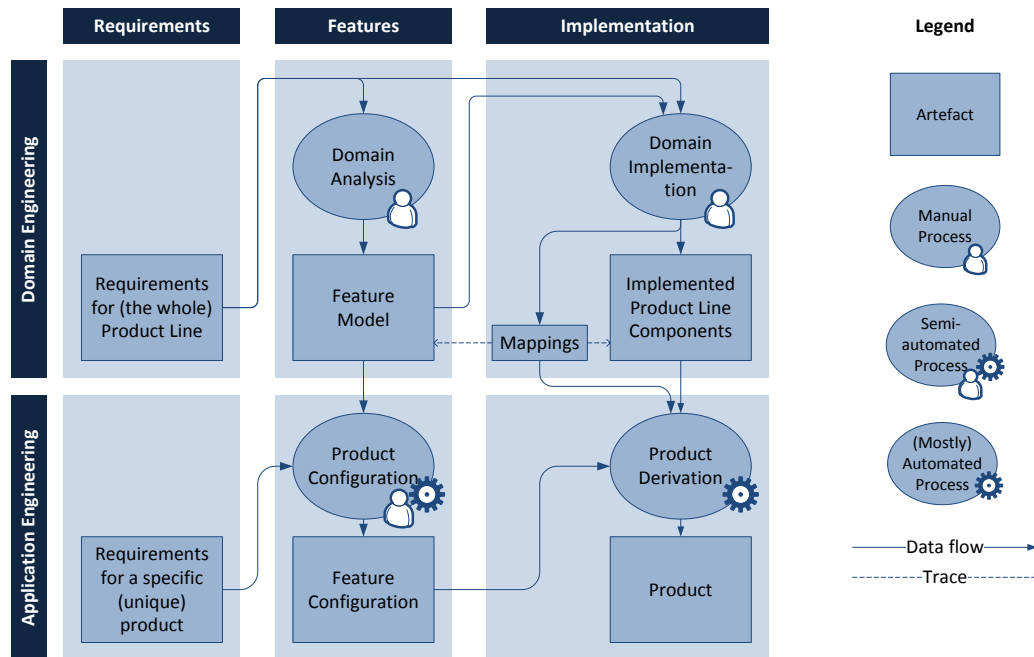 Requirements
Features
Implementation
Legend
Domain Engineering
Domain
Analysis
Domain
Implementa-
tion
Requirements
for (the whole)
Product Line
Feature
Model
Mappings
Implemented
Product Line
Components
Application Engineering
Product
Configuration
Product
Derivation
Requirements
for a specific
(unique)
product
Feature
Configuration
Product
Artefact
Manual
Process
Semi-
automated
Process
(Mostly)
Automated
Process
Data flow
Trace